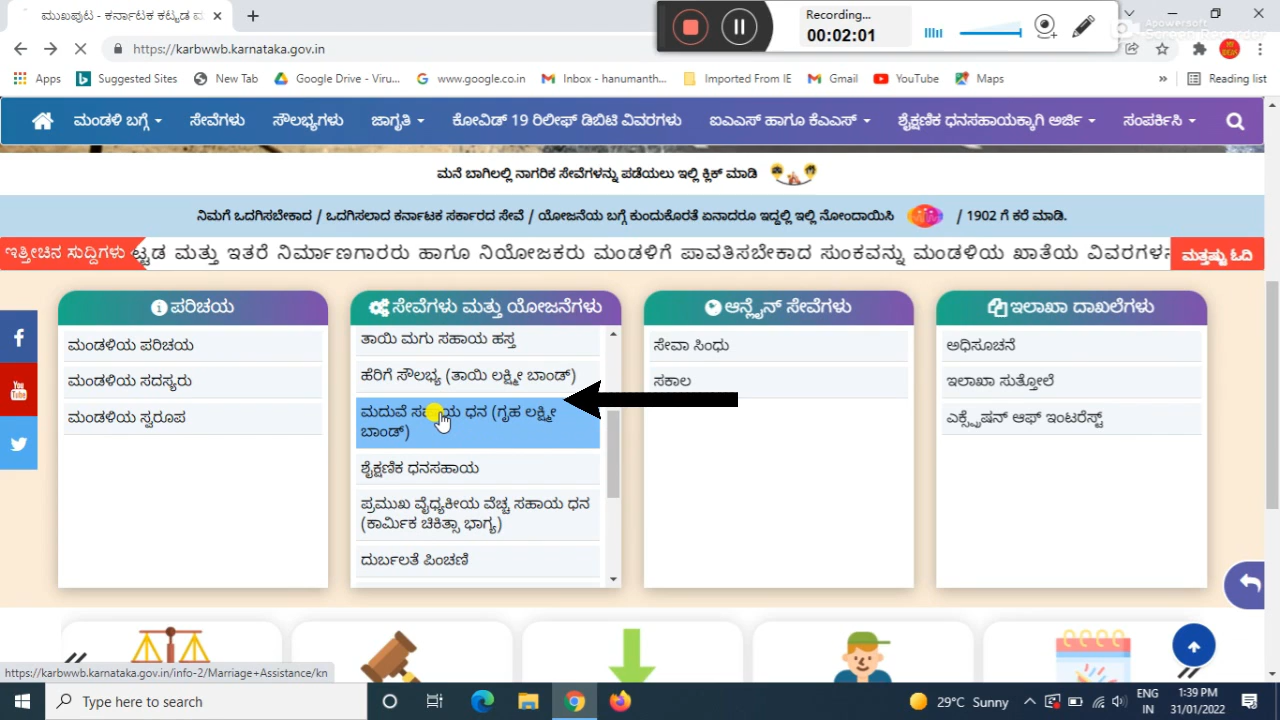 ಮುಖಪುಟ - ಕರ್ನಾಟಕ ಕಟ್ಟಡ ಮ
Recording...
00:02:01
Apowersoft
Screen Recorder
https://karbwwb.karnataka.gov.in
Apps Suggested Sites New Tab Google Drive - Viru... www.google.co.in Inbox - hanumanth... Imported From IE Gmail YouTube Maps » Reading list
ಮಂಡಳಿ ಬಗ್ಗೆ ಸೇವೆಗಳು ಸೌಲಭ್ಯಗಳು ಜಾಗೃತಿ ಕೋವಿಡ್ 19 ರಿಲೀಫ್ ಡಿಬಿಟಿ ವಿವರಗಳು ಐಎಎಸ್ ಹಾಗೂ ಕೆಎಎಸ್ ಶೈಕ್ಷಣಿಕ ಧನಸಹಾಯಕ್ಕಾಗಿ ಅರ್ಜಿ ಸಂಪರ್ಕಿಸಿ
ಮನೆ ಬಾಗಿಲಲ್ಲಿ ನಾಗರಿಕ ಸೇವೆಗಳನ್ನು ಪಡೆಯಲು ಇಲ್ಲಿ ಕ್ಲಿಕ್ ಮಾಡಿ
ನಿಮಗೆ ಒದಗಿಸಬೇಕಾದ / ಒದಗಿಸಲಾದ ಕರ್ನಾಟಕ ಸರ್ಕಾರದ ಸೇವೆ / ಯೋಜನೆಯ ಬಗ್ಗೆ ಕುಂದುಕೊರತೆ ಏನಾದರೂ ಇದ್ದಲ್ಲಿ ಇಲ್ಲಿ ನೋಂದಾಯಿಸಿ / 1902 ಗೆ ಕರೆ ಮಾಡಿ.
ಇತ್ತೀಚಿನ ಸುದ್ದಿಗಳು ಮತ್ತು ಇತರೆ ನಿರ್ಮಾಣಗಾರರು ಹಾಗೂ ನಿಯೋಜಕರು ಮಂಡಳಿಗೆ ಪಾವತಿಸಬೇಕಾದ ಸುಂಕವನ್ನು ಮಂಡಳಿಯ ಖಾತೆಯ ಮತ್ತಷ್ಟು ಓದಿ
ಪರಿಚಯ
ಮಂಡಳಿಯ ಪರಿಚಯ
ಮಂಡಳಿಯ ಸದಸ್ಯರು
ಮಂಡಳಿಯ ಸ್ವರೂಪ
ಸೇವೆಗಳು ಮತ್ತು ಯೋಜನೆಗಳು
ತಾಯಿ ಮಗು ಸಹಾಯ ಹಸ್ತ
ಹೆರಿಗೆ ಸೌಲಭ್ಯ (ತಾಯಿ ಲಕ್ಷ್ಮೀ ಬಾಂಡ್)
ಮದುವೆ ಸಹಾಯ ಧನ (ಗೃಹ ಲಕ್ಷ್ಮೀ
ಬಾಂಡ್)
ಶೈಕ್ಷಣಿಕ ಧನಸಹಾಯ
ಪ್ರಮುಖ ವೈದ್ಯಕೀಯ ವೆಚ್ಚ ಸಹಾಯ ಧನ
(ಕಾರ್ಮಿಕ ಚಿಕಿತ್ಸಾ ಭಾಗ್ಯ)
ದುರ್ಬಲತೆ ಪಿಂಚಣಿ
ಆನ್ಲೈನ್ ಸೇವೆಗಳು
ಸೇವಾ ಸಿಂಧು
ಸಕಾಲ
ಇಲಾಖಾ ದಾಖಲೆಗಳು
ಅಧಿಸೂಚನೆ
ಇಲಾಖಾ ಸುತ್ತೋಲೆ
ಎಕ್ಸ್ಪ್ರೆಷನ್ ಆಫ್ ಇಂಟರೆಸ್ಟ್
You
Tube
https://karbwwb.karnataka.gov.in/info-2/Marriage+Assistance/kn
Type here to search
29°C Sunny
ENG
IN
1:39 PM
31/01/2022